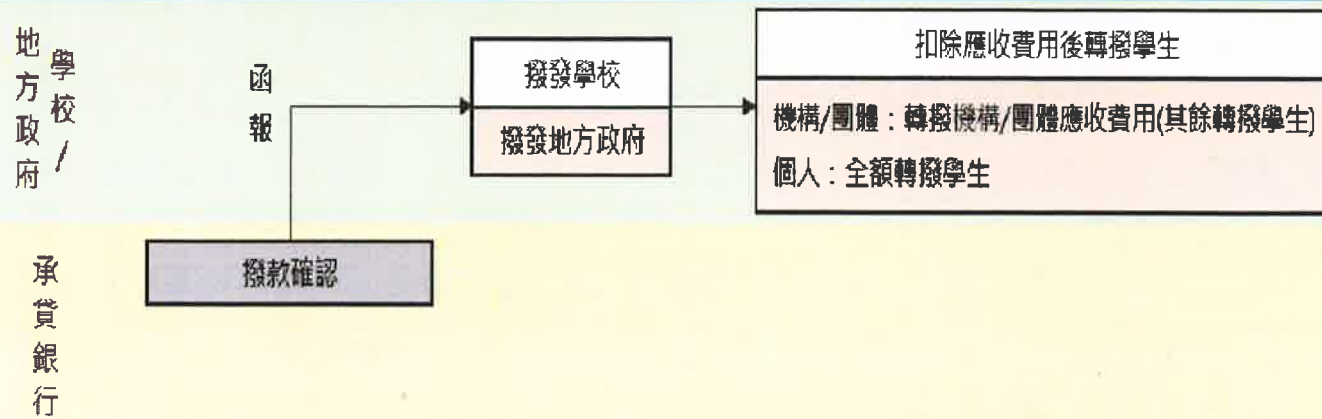 學校/
地方政府
函報
撥發學校
撥發地方政府
扣除應收費用後轉撥學生
機構/團體：轉撥機構/團體應收費用(其餘轉撥學生)
個人：全額轉撥學生
承貸銀行
撥款確認